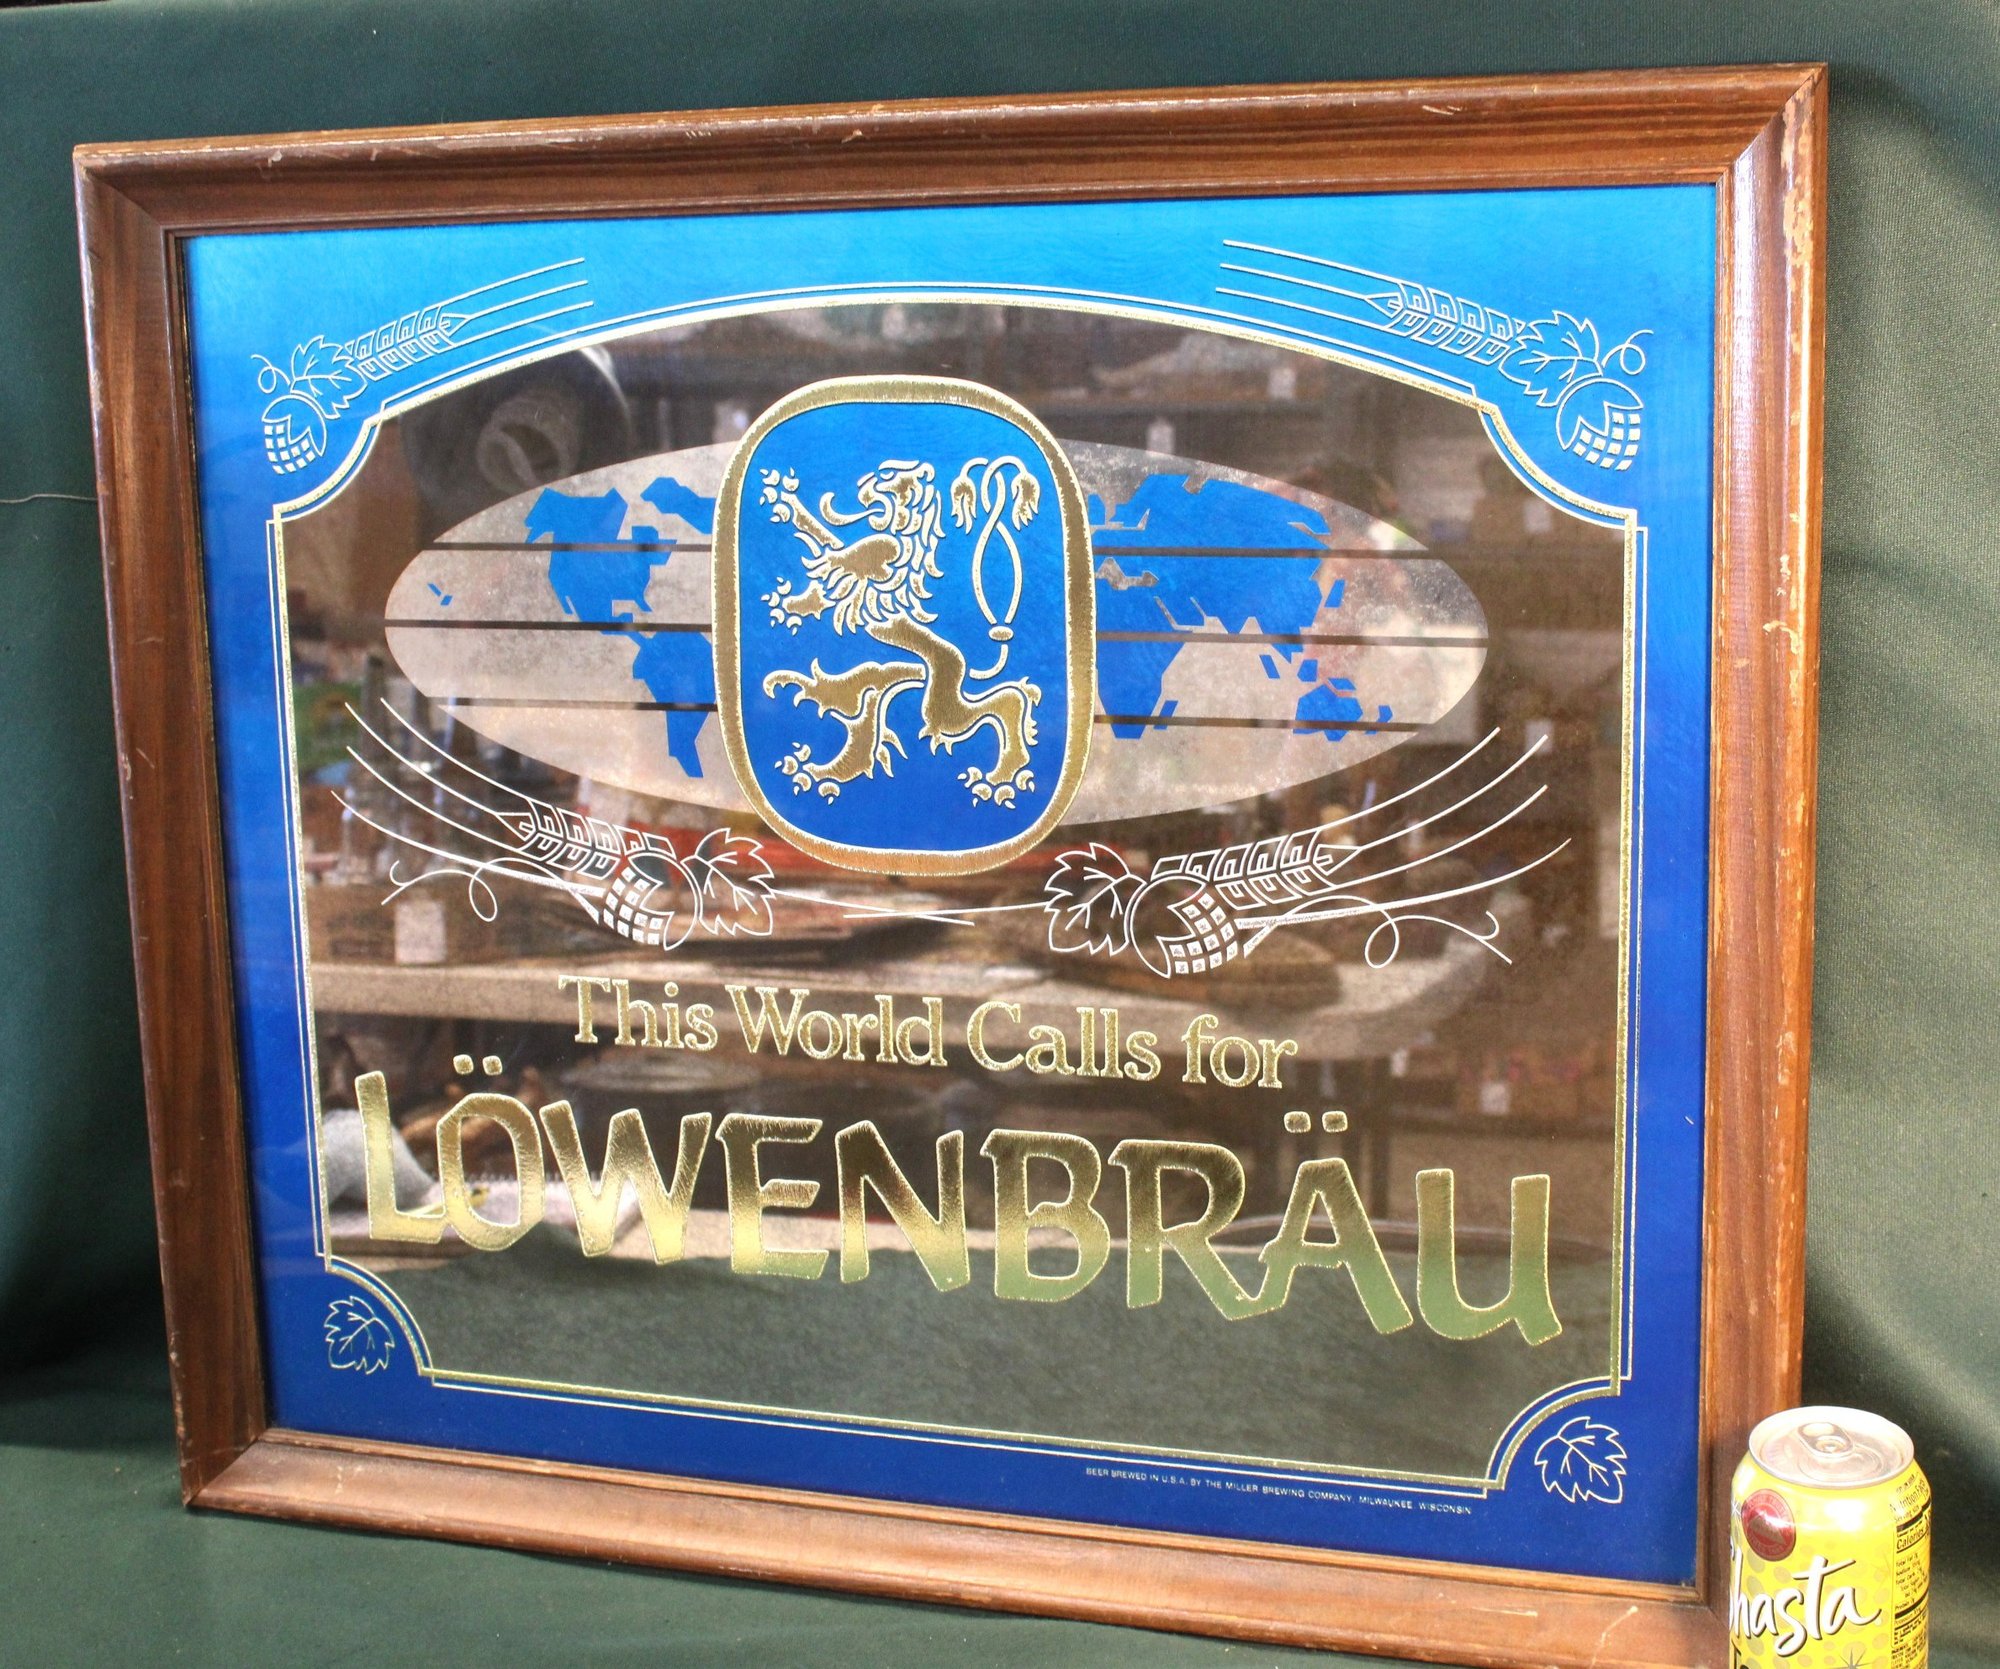 This World Calls for
LÖWENBRÄU
BEER BREWED IN U.S.A. BY THE MILLER BREWING COMPANY, MILWAUKEE, WISCONSIN
Shasta